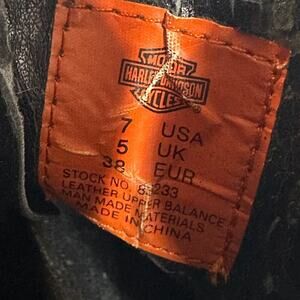 MOTOR
HARLEY-DAVIDSON
CYCLES
7 USA
5 UK
38 EUR
STOCK NO. 83233
LEATHER UPPER BALANCE
MAN MADE MATERIALS
MADE IN CHINA